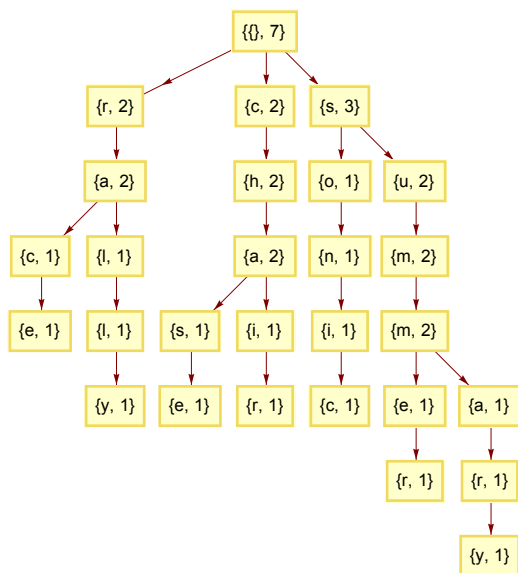 {{}, 7}
{r, 2} {c, 2} {s, 3}
{a, 2} {h, 2} {o, 1} {u, 2}
{c, 1} {l, 1} {a, 2} {n, 1} {m, 2}
{e, 1} {l, 1} {s, 1} {i, 1} {i, 1} {m, 2}
{y, 1} {e, 1} {r, 1} {c, 1} {e, 1} {a, 1}
{r, 1} {r, 1}
{y, 1}